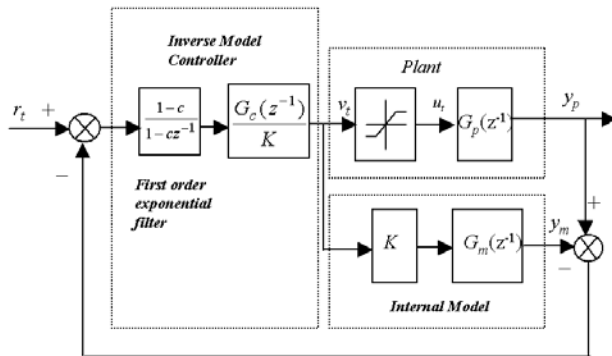 Inverse Model
Controller
Plant
r_t
+
−
1−c
1−cz⁻¹
G_c(z⁻¹)
K
v_t
u_t
G_p(z⁻¹)
y_p
First order
exponential
filter
K
G_m(z⁻¹)
y_m
+
−
Internal Model